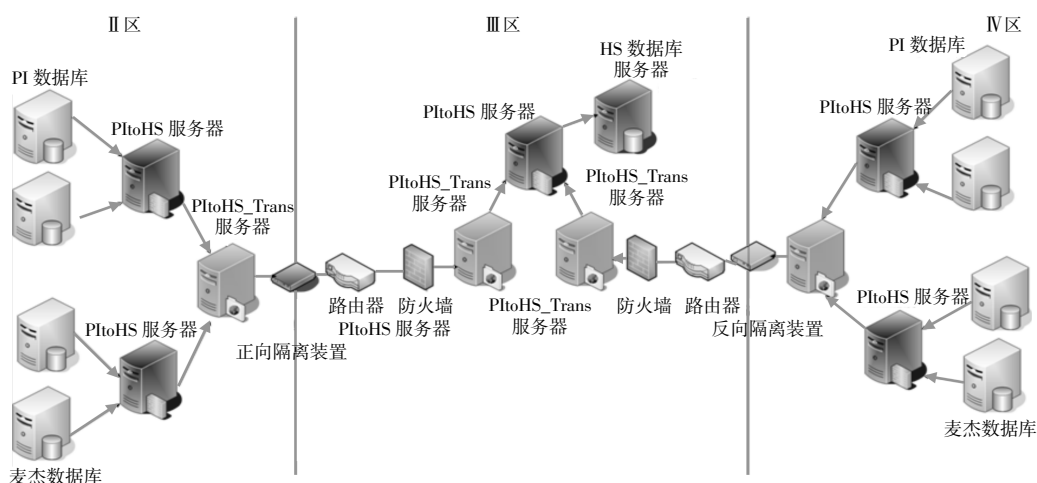 Ⅱ区
Ⅲ区
Ⅳ区
PI 数据库
PItoHS 服务器
PItoHS_Trans
服务器
PItoHS 服务器
麦杰数据库
正向隔离装置
路由器
防火墙
PItoHS 服务器
PItoHS_Trans
服务器
PItoHS 服务器
HS 数据库
服务器
PItoHS_Trans
服务器
PItoHS_Trans
服务器
防火墙
路由器
反向隔离装置
PI 数据库
PItoHS 服务器
PItoHS 服务器
麦杰数据库